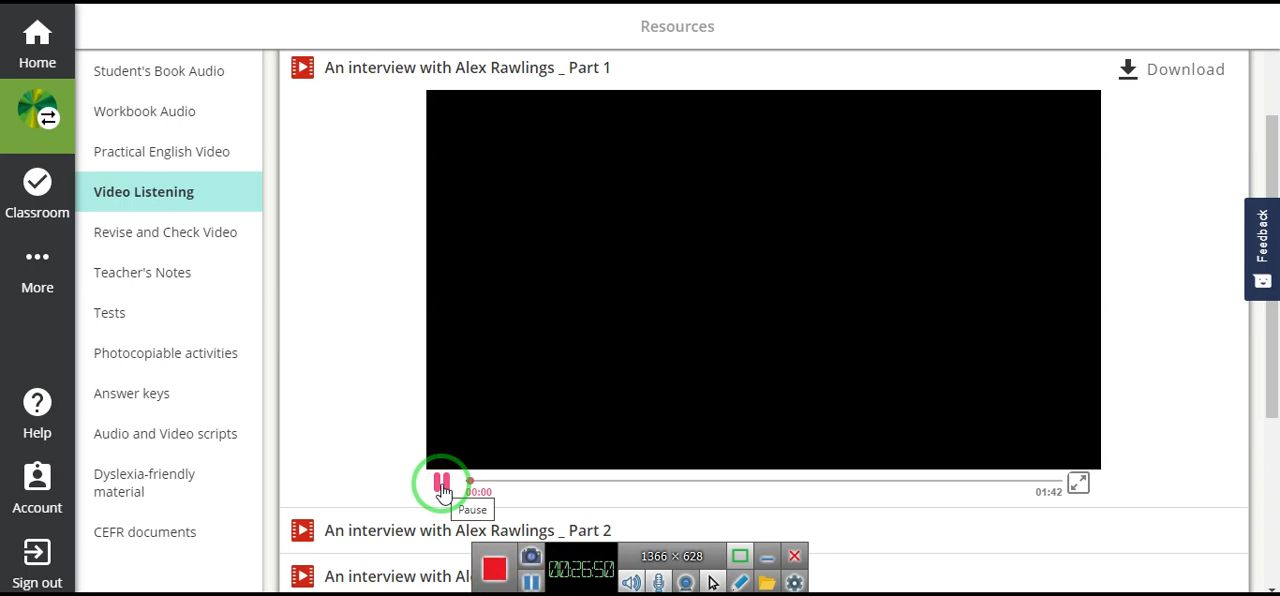 Resources
Home
Classroom
More
Help
Account
Sign out
Student's Book Audio
Workbook Audio
Practical English Video
Video Listening
Revise and Check Video
Teacher's Notes
Tests
Photocopiable activities
Answer keys
Audio and Video scripts
Dyslexia-friendly
material
CEFR documents
An interview with Alex Rawlings _ Part 1
Download
00:00
01:42
Pause
An interview with Alex Rawlings _ Part 2
An interview with Al
1366 × 628
00:26:50
Feedback